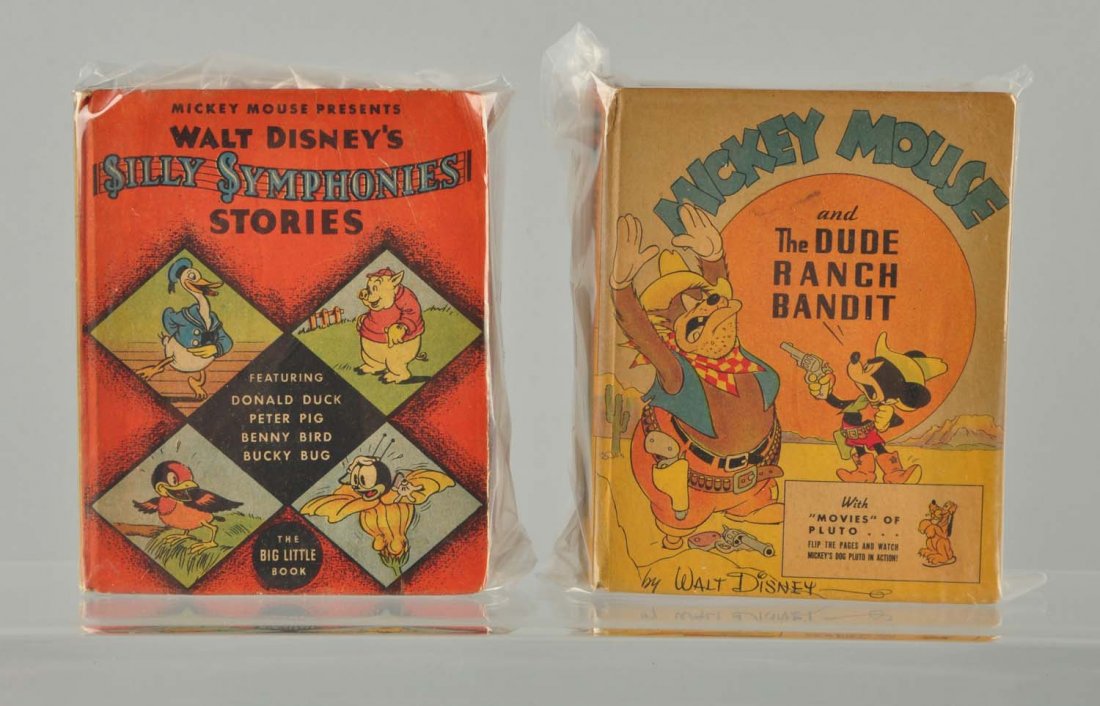 MICKEY MOUSE PRESENTS
WALT DISNEY'S
SILLY SYMPHONIES
STORIES
FEATURING
DONALD DUCK
PETER PIG
BENNY BIRD
BUCKY BUG
THE
BIG LITTLE
BOOK
MICKEY MOUSE
and
The DUDE
RANCH
BANDIT
With
"MOVIES" OF
PLUTO . . .
FLIP THE PAGES AND WATCH
MICKEY'S DOG PLUTO IN ACTION!
by WALT DISNEY